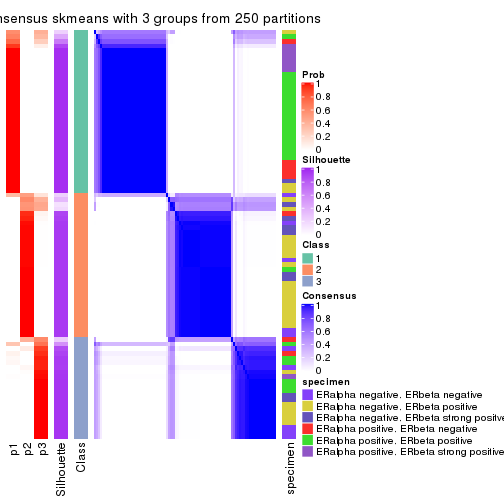 nsensus skmeans with 3 groups from 250 partitions
Prob
1
0.8
0.6
0.4
0.2
0
Silhouette
1
0.8
0.6
0.4
0.2
0
Class
1
2
3
Consensus
1
0.8
0.6
0.4
0.2
0
specimen
ERalpha negative. ERbeta negative
ERalpha negative. ERbeta positive
ERalpha negative. ERbeta strong positive
ERalpha positive. ERbeta negative
ERalpha positive. ERbeta positive
ERalpha positive. ERbeta strong positive
p1
p2
p3
Silhouette
Class
specimen